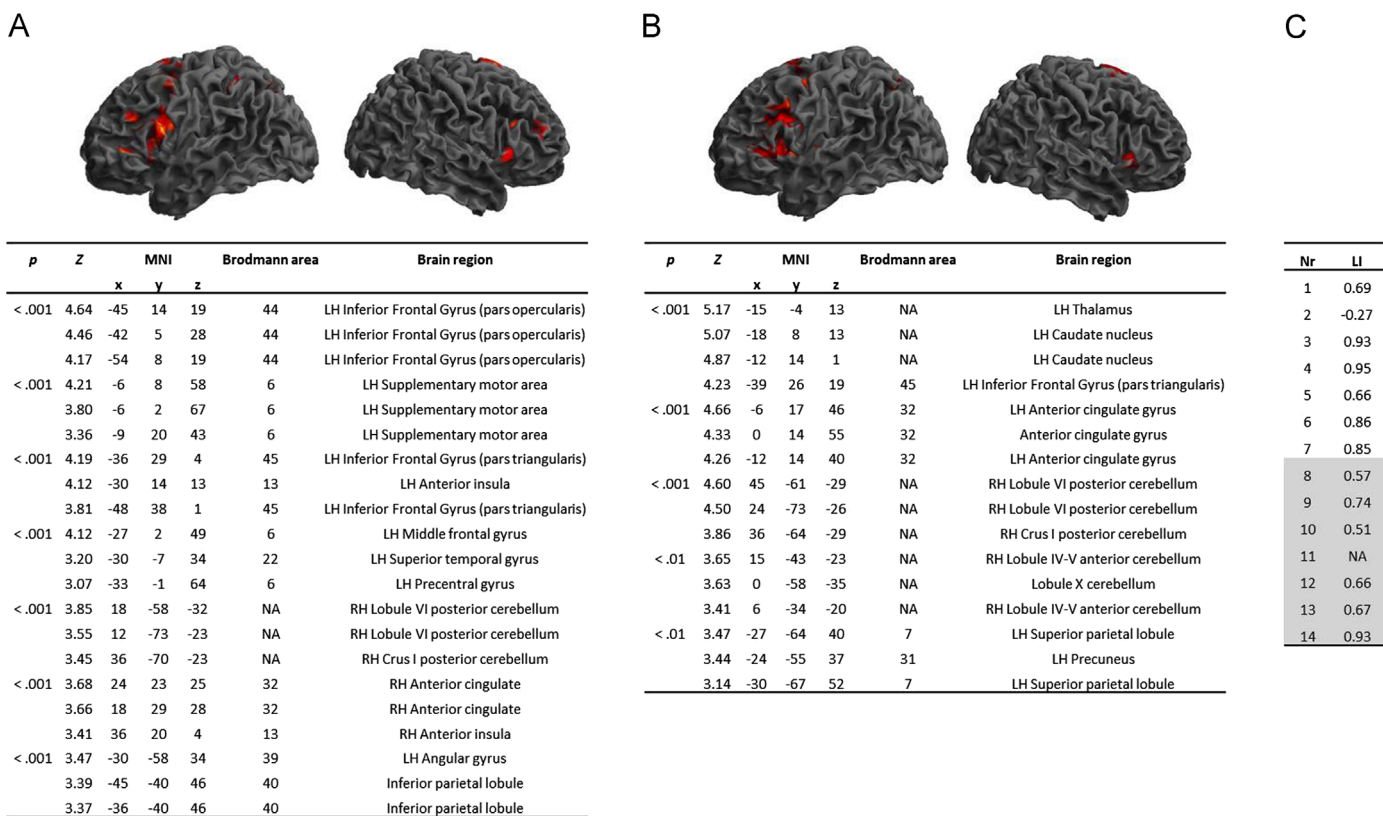 A
p Z MNI Brodmann area Brain region
x y z
< .001 4.64 -45 14 19 44 LH Inferior Frontal Gyrus (pars opercularis)
4.46 -42 5 28 44 LH Inferior Frontal Gyrus (pars opercularis)
4.17 -54 8 19 44 LH Inferior Frontal Gyrus (pars opercularis)
< .001 4.21 -6 8 58 6 LH Supplementary motor area
3.80 -6 2 67 6 LH Supplementary motor area
3.36 -9 20 43 6 LH Supplementary motor area
< .001 4.19 -36 29 4 45 LH Inferior Frontal Gyrus (pars triangularis)
4.12 -30 14 13 13 LH Anterior insula
3.81 -48 38 1 45 LH Inferior Frontal Gyrus (pars triangularis)
< .001 4.12 -27 2 49 6 LH Middle frontal gyrus
3.20 -30 -7 34 22 LH Superior temporal gyrus
3.07 -33 -1 64 6 LH Precentral gyrus
< .001 3.85 18 -58 -32 NA RH Lobule VI posterior cerebellum
3.55 12 -73 -23 NA RH Lobule VI posterior cerebellum
3.45 36 -70 -23 NA RH Crus I posterior cerebellum
< .001 3.68 24 23 25 32 RH Anterior cingulate
3.66 18 29 28 32 RH Anterior cingulate
3.41 36 20 4 13 RH Anterior insula
< .001 3.47 -30 -58 34 39 LH Angular gyrus
3.39 -45 -40 46 40 Inferior parietal lobule
3.37 -36 -40 46 40 Inferior parietal lobule
B
p Z MNI Brodmann area Brain region
x y z
< .001 5.17 -15 -4 13 NA LH Thalamus
5.07 -18 8 13 NA LH Caudate nucleus
4.87 -12 14 1 NA LH Caudate nucleus
4.23 -39 26 19 45 LH Inferior Frontal Gyrus (pars triangularis)
< .001 4.66 -6 17 46 32 LH Anterior cingulate gyrus
4.33 0 14 55 32 Anterior cingulate gyrus
4.26 -12 14 40 32 LH Anterior cingulate gyrus
< .001 4.60 45 -61 -29 NA RH Lobule VI posterior cerebellum
4.50 24 -73 -26 NA RH Lobule VI posterior cerebellum
3.86 36 -64 -29 NA RH Crus I posterior cerebellum
< .01 3.65 15 -43 -23 NA RH Lobule IV-V anterior cerebellum
3.63 0 -58 -35 NA Lobule X cerebellum
3.41 6 -34 -20 NA RH Lobule IV-V anterior cerebellum
< .01 3.47 -27 -64 40 7 LH Superior parietal lobule
3.44 -24 -55 37 31 LH Precuneus
3.14 -30 -67 52 7 LH Superior parietal lobule
C
Nr LI
1 0.69
2 -0.27
3 0.93
4 0.95
5 0.66
6 0.86
7 0.85
8 0.57
9 0.74
10 0.51
11 NA
12 0.66
13 0.67
14 0.93